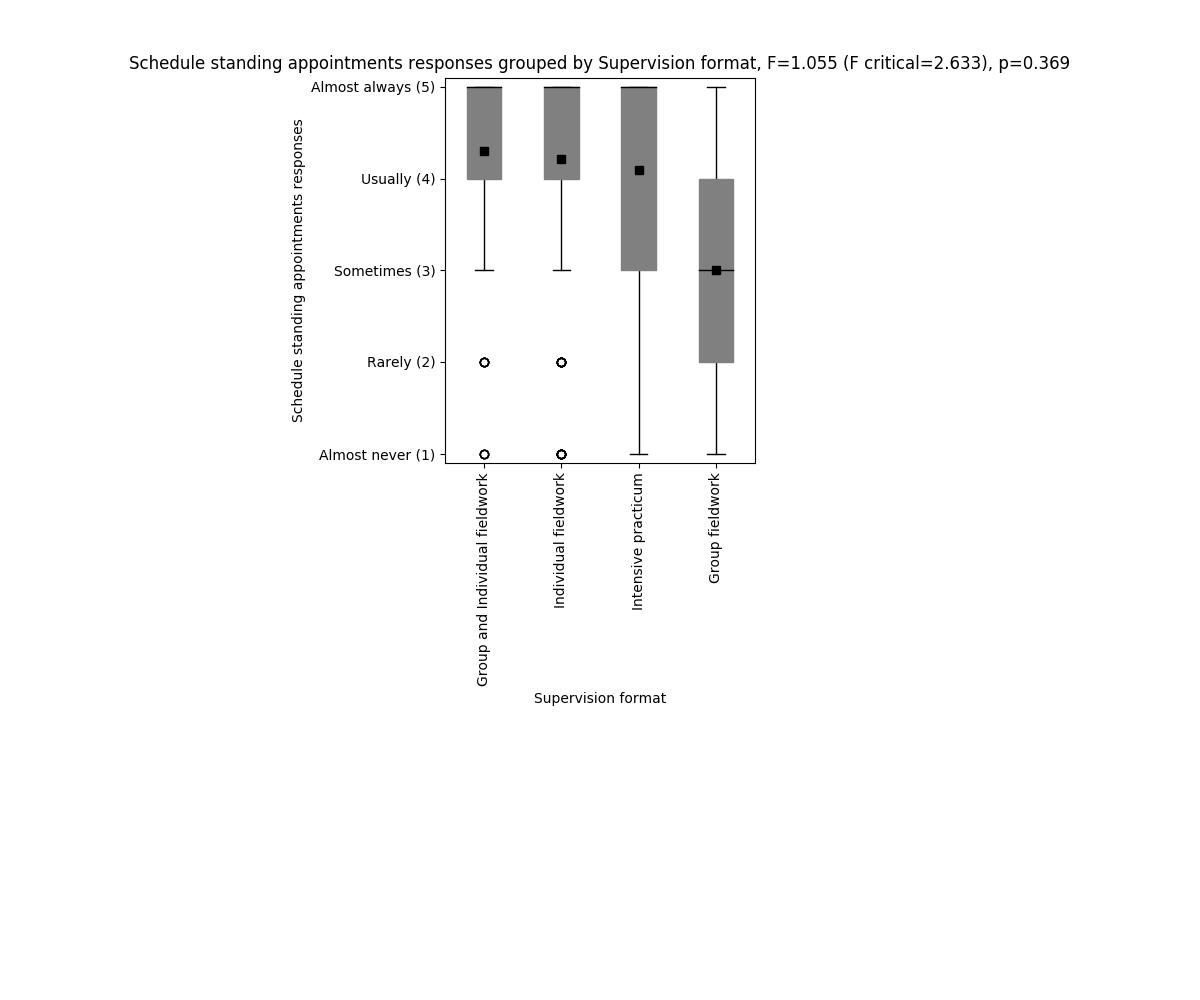 Schedule standing appointments responses grouped by Supervision format, F=1.055 (F critical=2.633), p=0.369
Schedule standing appointments responses
Almost always (5)
Usually (4)
Sometimes (3)
Rarely (2)
Almost never (1)
Group and Individual fieldwork
Individual fieldwork
Intensive practicum
Group fieldwork
Supervision format